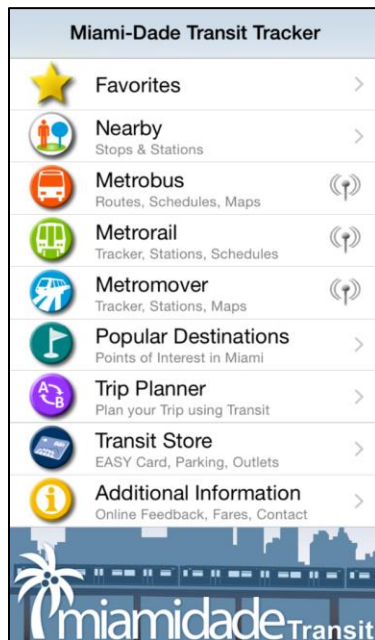 Miami-Dade Transit Tracker
Favorites
Nearby
Stops & Stations
Metrobus
Routes, Schedules, Maps
Metrorail
Tracker, Stations, Schedules
Metromover
Tracker, Stations, Maps
Popular Destinations
Points of Interest in Miami
A B
Trip Planner
Plan your Trip using Transit
Transit Store
EASY Card, Parking, Outlets
Additional Information
Online Feedback, Fares, Contact
miamidade Transit